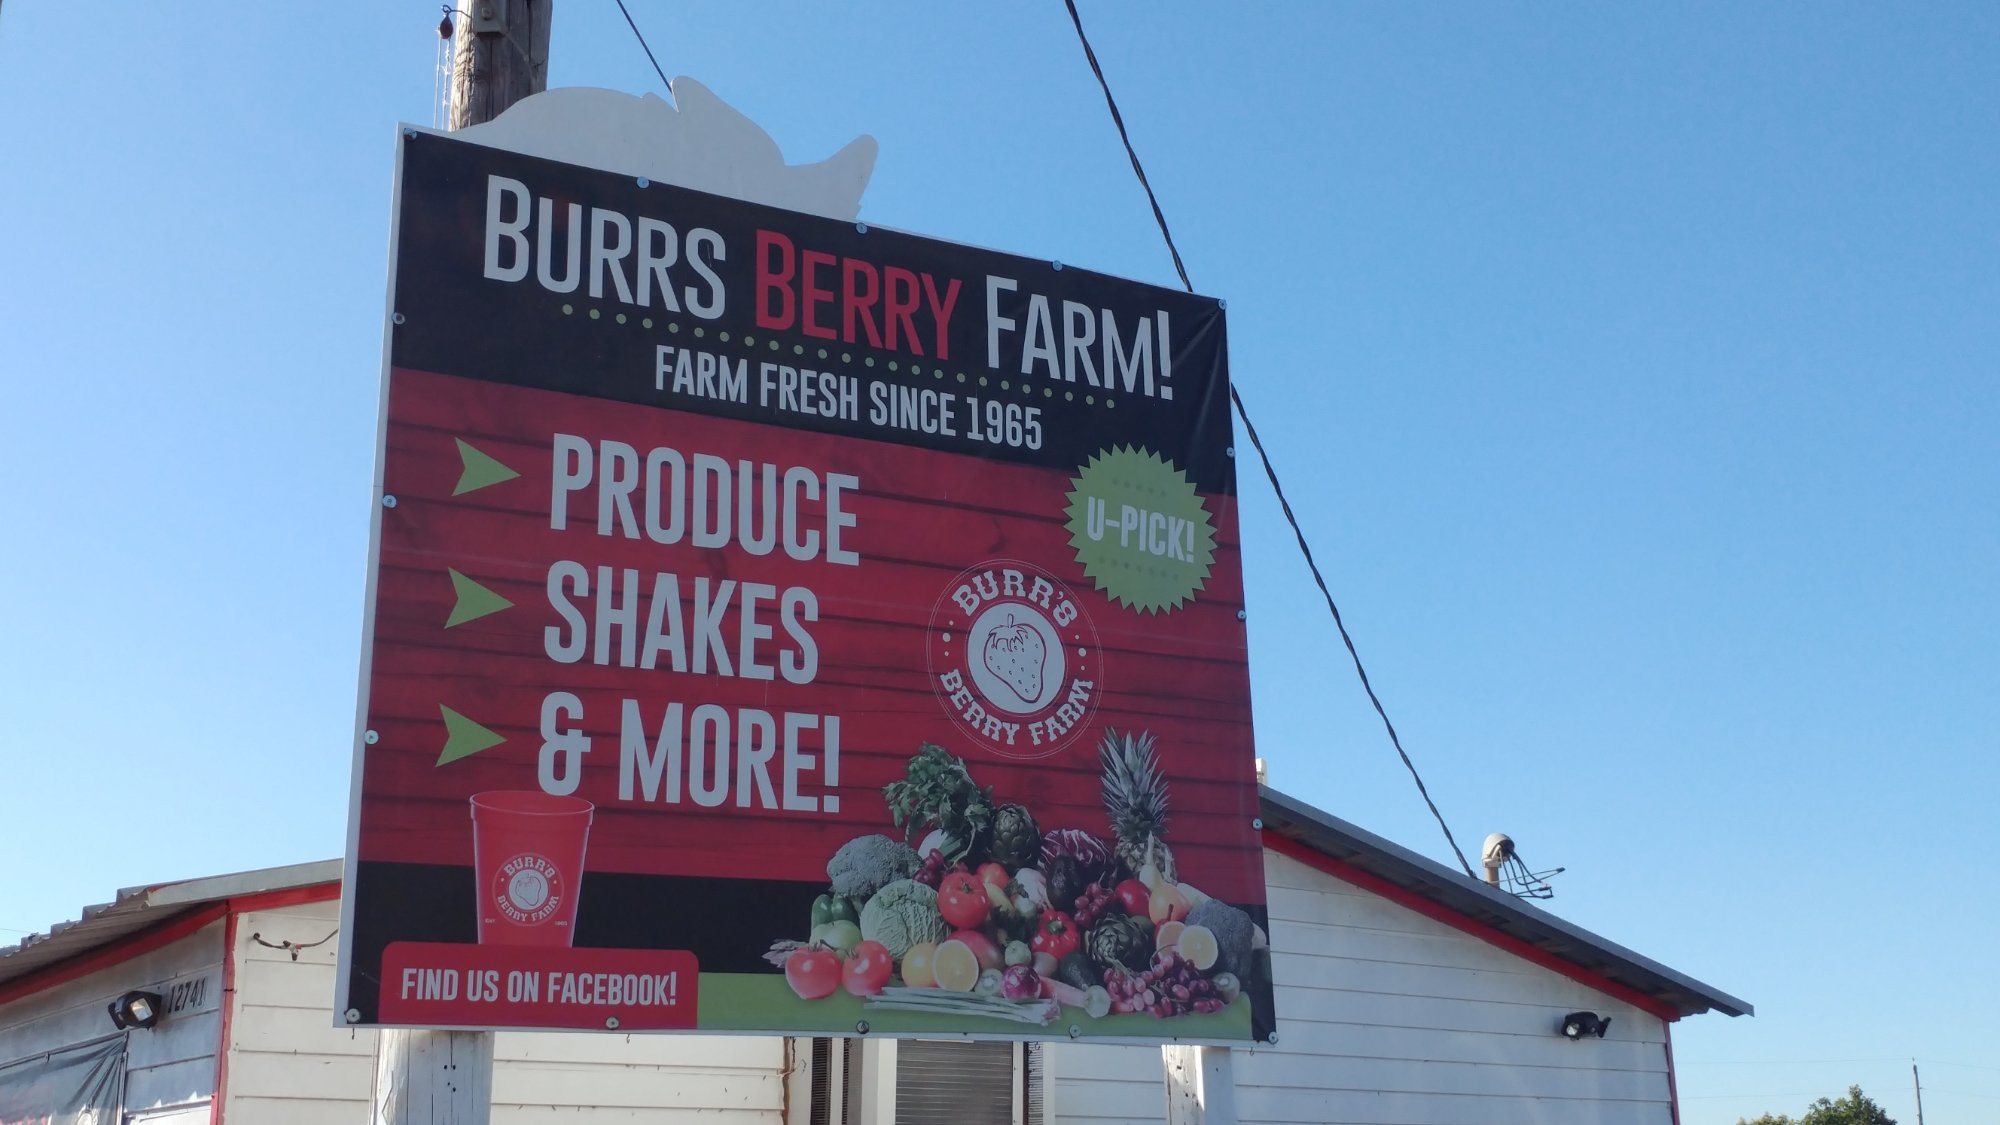 BURRS BERRY FARM!
FARM FRESH SINCE 1965
PRODUCE
SHAKES
& MORE!
U-PICK!
BURR'S
BERRY FARM
BURR'S
BERRY FARM
FIND US ON FACEBOOK!
12741